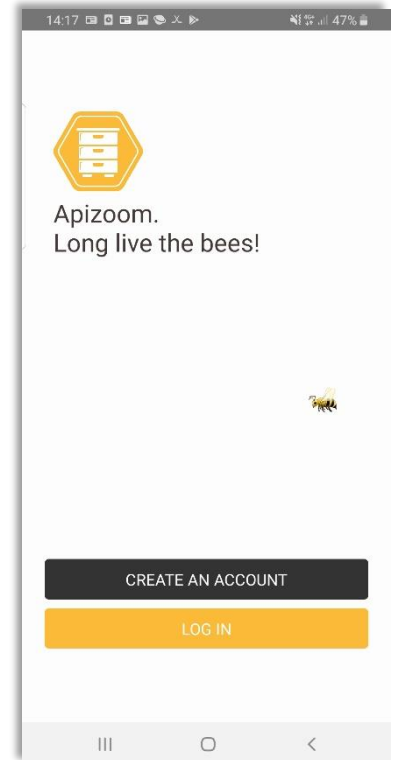 14:17 47%
Apizoom.
Long live the bees!
CREATE AN ACCOUNT
LOG IN